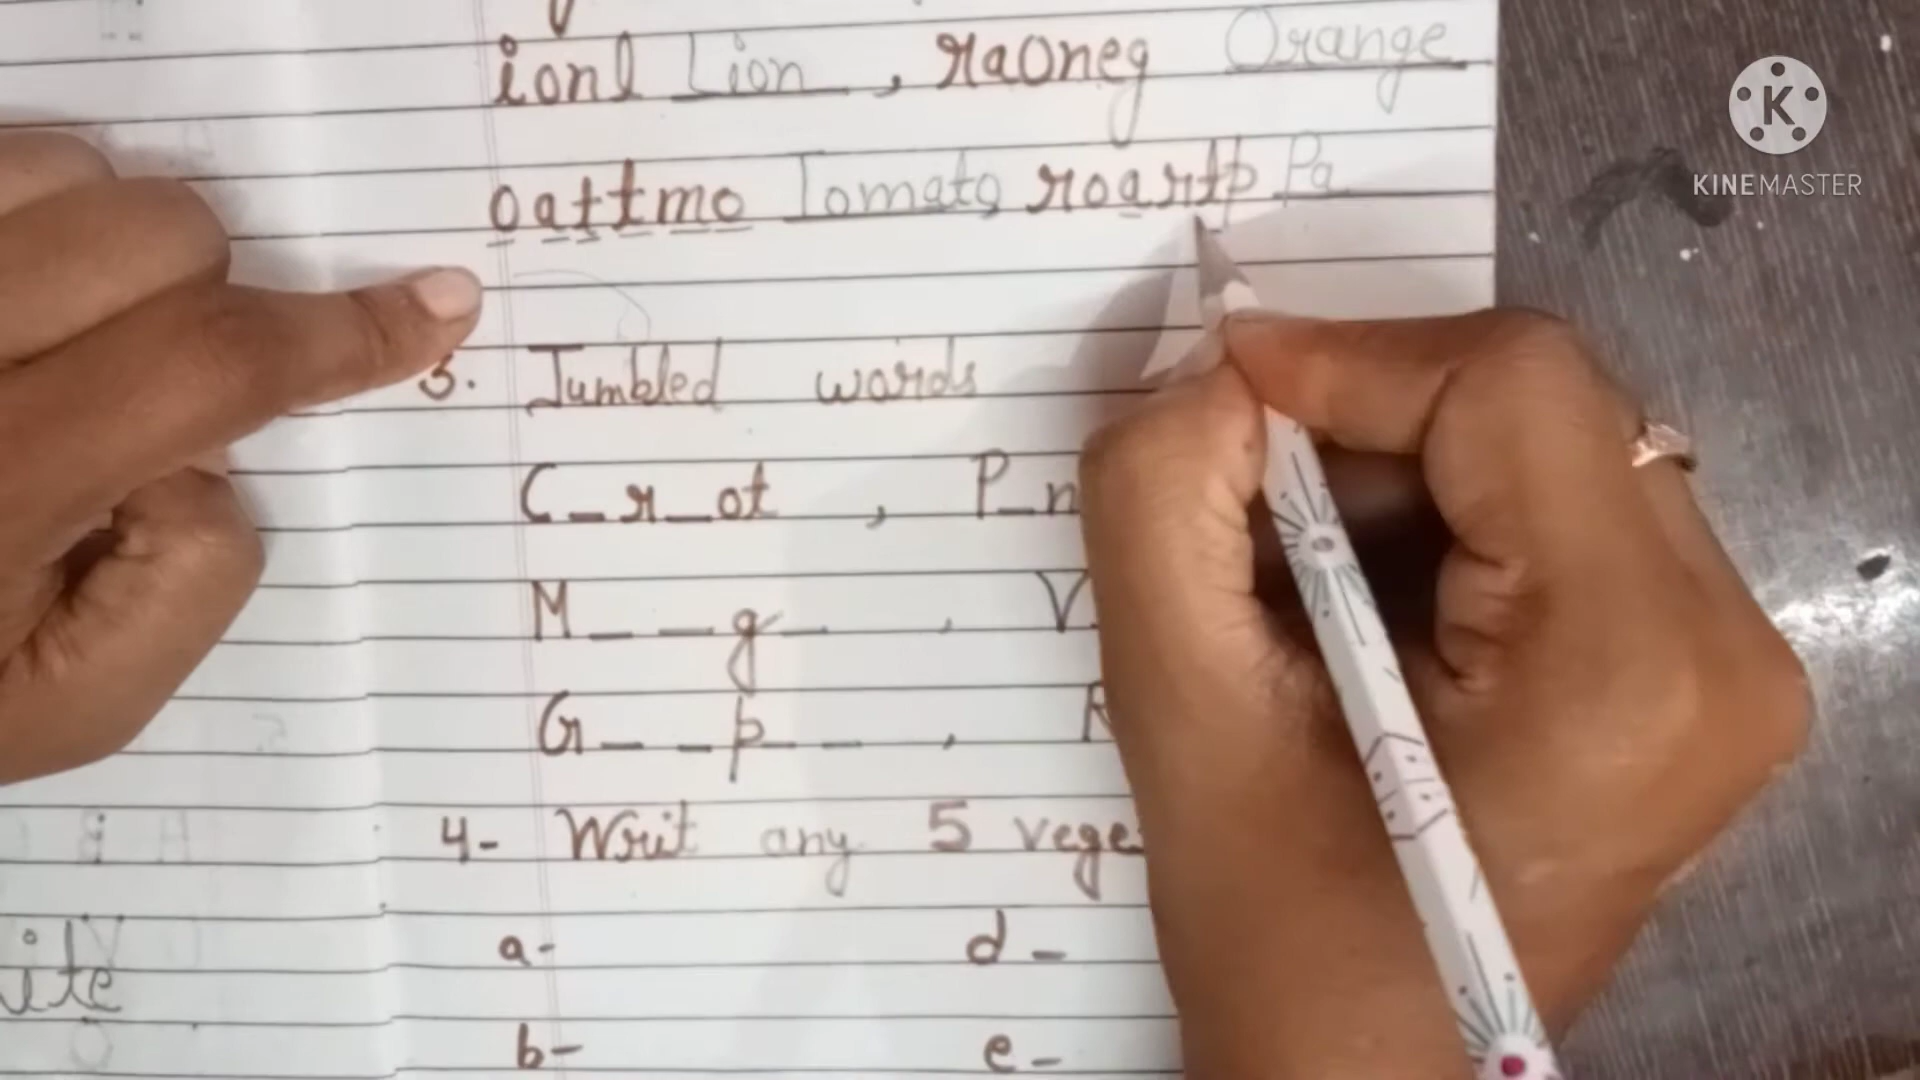 ionl Lion , raOneg Orange
oattmo Tomato roartp Pa
3. Jumbled words
C_r_ot , P_n
M_ _g_ , V
G_ _p_ _ , R
4- Writ any 5 vege
a- d-
ite
b- e-
K
KINEMASTER